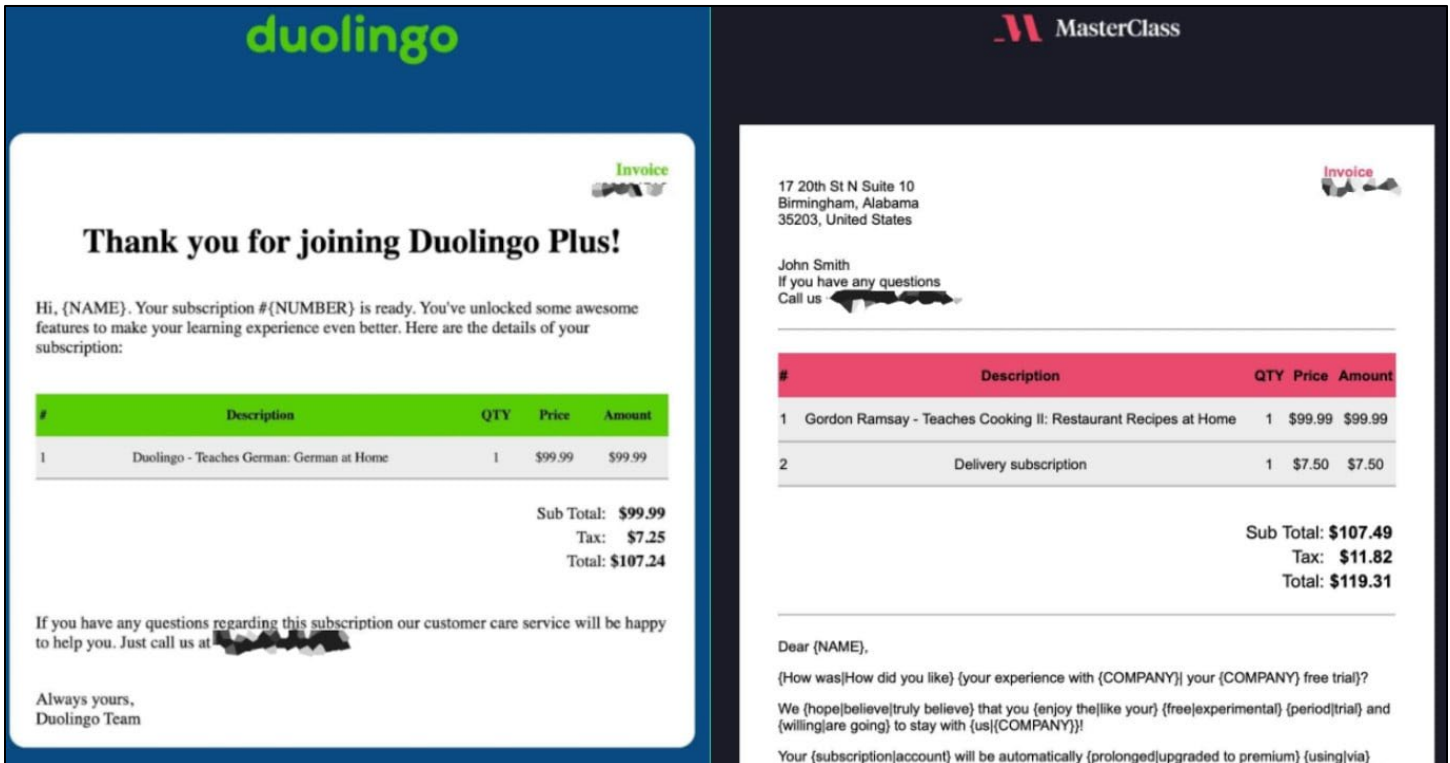 duolingo
Invoice
Thank you for joining Duolingo Plus!
Hi, {NAME}. Your subscription #{NUMBER} is ready. You've unlocked some awesome
features to make your learning experience even better. Here are the details of your
subscription:
# Description QTY Price Amount
1 Duolingo - Teaches German: German at Home 1 $99.99 $99.99
Sub Total: $99.99
Tax: $7.25
Total: $107.24
If you have any questions regarding this subscription our customer care service will be happy
to help you. Just call us at
Always yours,
Duolingo Team
MasterClass
Invoice
17 20th St N Suite 10
Birmingham, Alabama
35203, United States
John Smith
If you have any questions
Call us
# Description QTY Price Amount
1 Gordon Ramsay - Teaches Cooking II: Restaurant Recipes at Home 1 $99.99 $99.99
2 Delivery subscription 1 $7.50 $7.50
Sub Total: $107.49
Tax: $11.82
Total: $119.31
Dear {NAME},
{How was|How did you like} {your experience with {COMPANY}| your {COMPANY} free trial}?
We {hope|believe|truly believe} that you {enjoy the|like your} {free|experimental} {period|trial} and
{willing|are going} to stay with {us|{COMPANY}}!
Your {subscription|account} will be automatically {prolonged|upgraded to premium} {using|via}